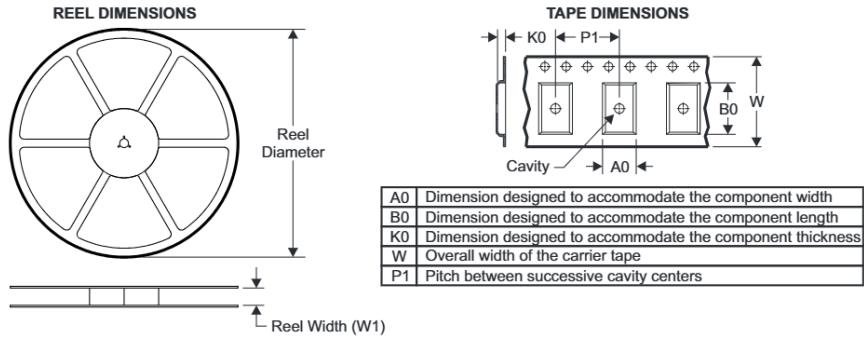 REEL DIMENSIONS
Reel
Diameter
Reel Width (W1)
TAPE DIMENSIONS
K0
P1
W
B0
Cavity
A0
A0 Dimension designed to accommodate the component width
B0 Dimension designed to accommodate the component length
K0 Dimension designed to accommodate the component thickness
W Overall width of the carrier tape
P1 Pitch between successive cavity centers